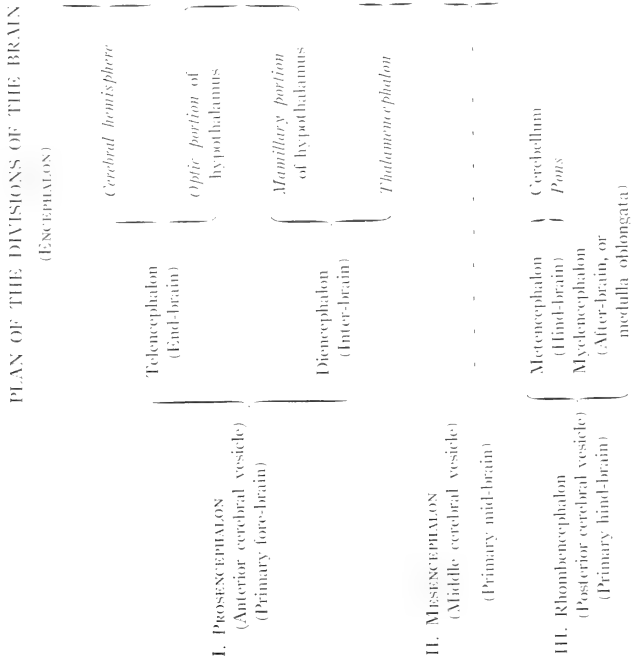 PLAN OF THE DIVISIONS OF THE BRAIN
(ENCEPHALON)
I. PROSENCEPHALON
(Anterior cerebral vesicle)
(Primary fore-brain)
Telencephalon
(End-brain)
Cerebral hemisphere
Optic portion of
hypothalamus
Diencephalon
(Inter-brain)
Mamillary portion
of hypothalamus
Thalamencephalon
II. MESENCEPHALON
(Middle cerebral vesicle)
(Primary mid-brain)
III. Rhombencephalon
(Posterior cerebral vesicle)
(Primary hind-brain)
Metencephalon
(Hind-brain)
Cerebellum
Pons
Myelencephalon
(After-brain, or
medulla oblongata)